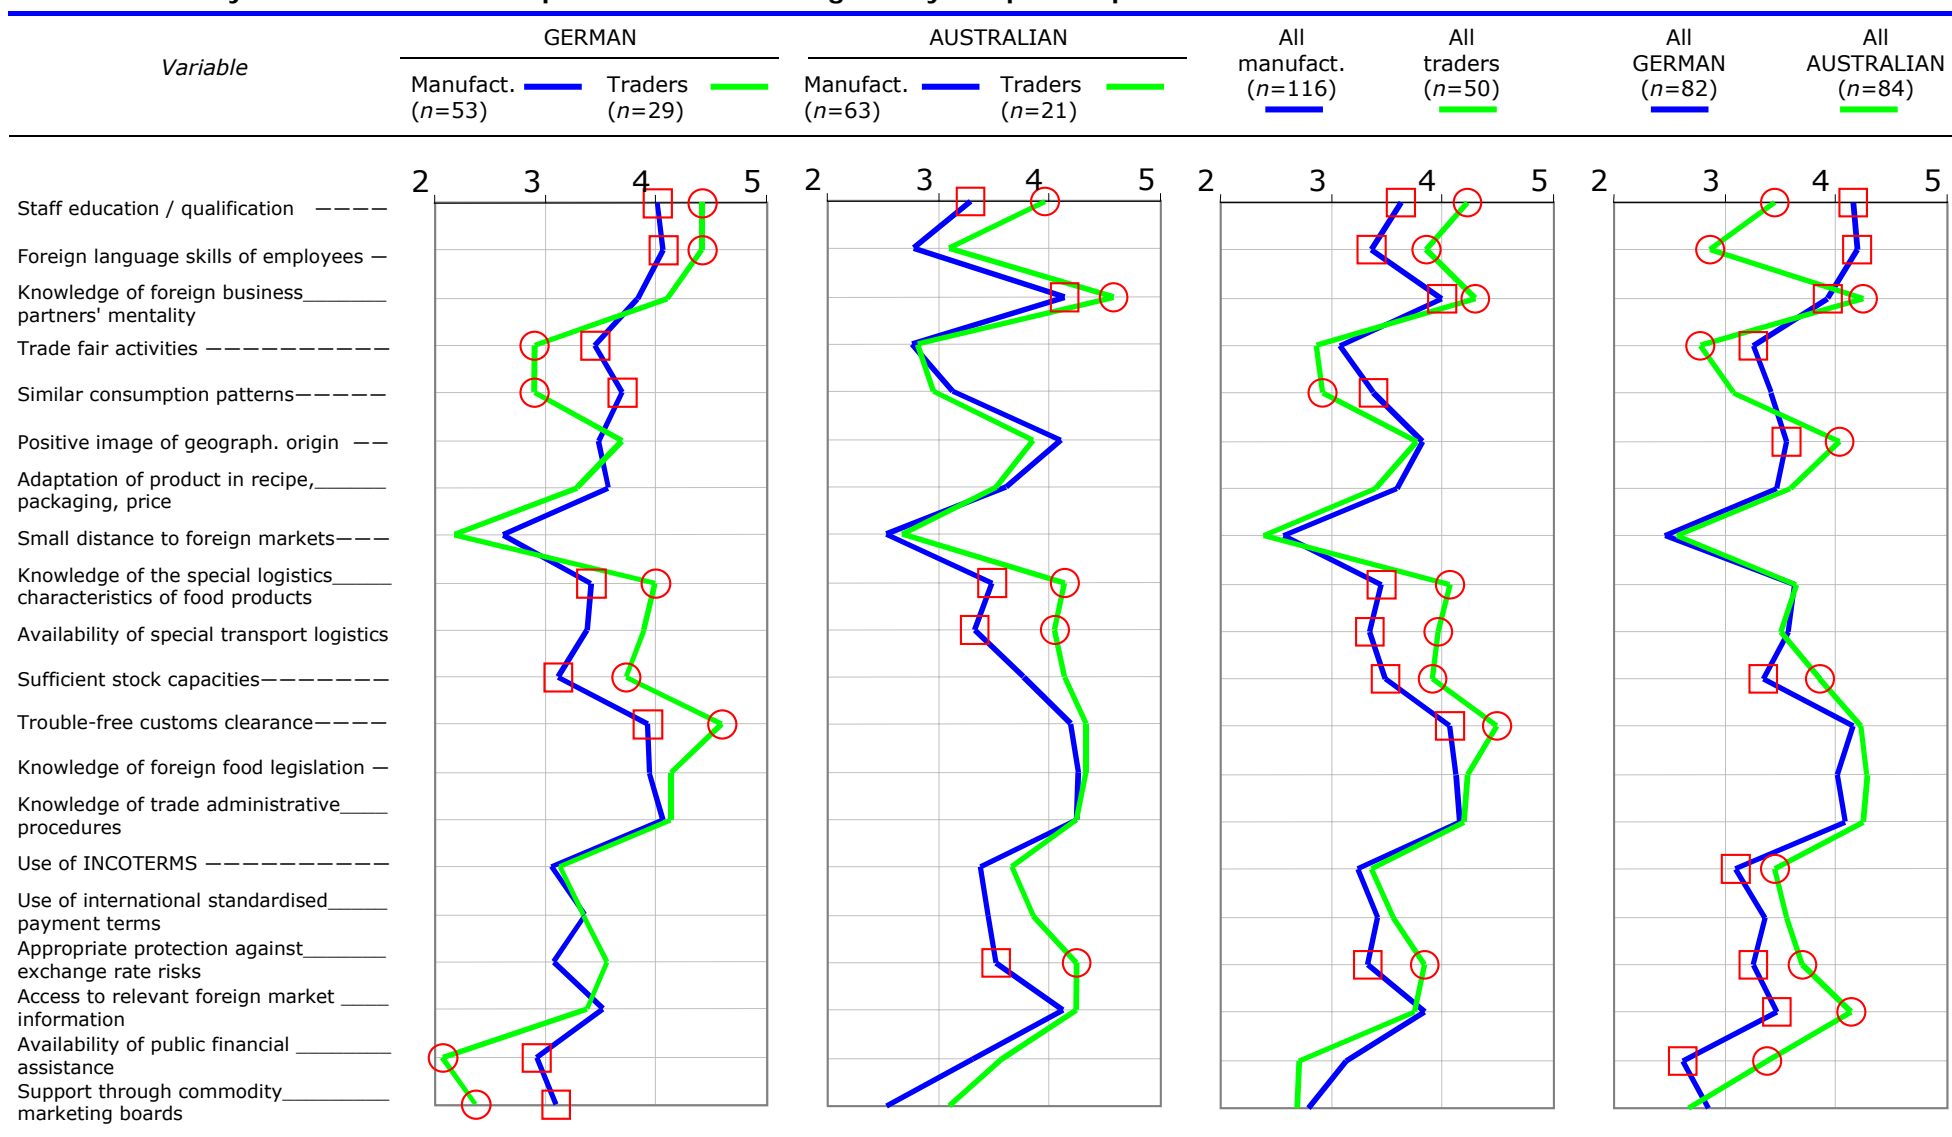 Variable
GERMAN
AUSTRALIAN
All manufact. (n=116)
All traders (n=50)
All GERMAN (n=82)
All AUSTRALIAN (n=84)
Manufact. (n=53)
Traders (n=29)
Manufact. (n=63)
Traders (n=21)
2 3 4 5 2 3 4 5 2 3 4 5 2 3 4 5
Staff education / qualification
Foreign language skills of employees
Knowledge of foreign business
partners' mentality
Trade fair activities
Similar consumption patterns
Positive image of geograph. origin
Adaptation of product in recipe,
packaging, price
Small distance to foreign markets
Knowledge of the special logistics
characteristics of food products
Availability of special transport logistics
Sufficient stock capacities
Trouble-free customs clearance
Knowledge of foreign food legislation
Knowledge of trade administrative
procedures
Use of INCOTERMS
Use of international standardised
payment terms
Appropriate protection against
exchange rate risks
Access to relevant foreign market
information
Availability of public financial
assistance
Support through commodity
marketing boards